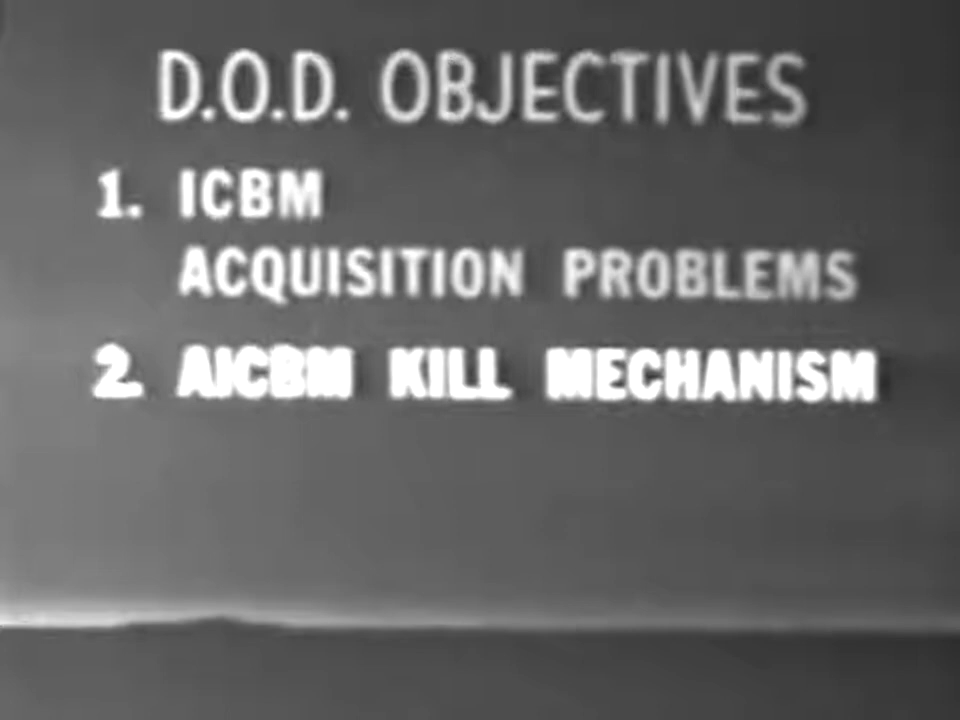 D.O.D. OBJECTIVES
1. ICBM
ACQUISITION PROBLEMS
2. AICBM KILL MECHANISM